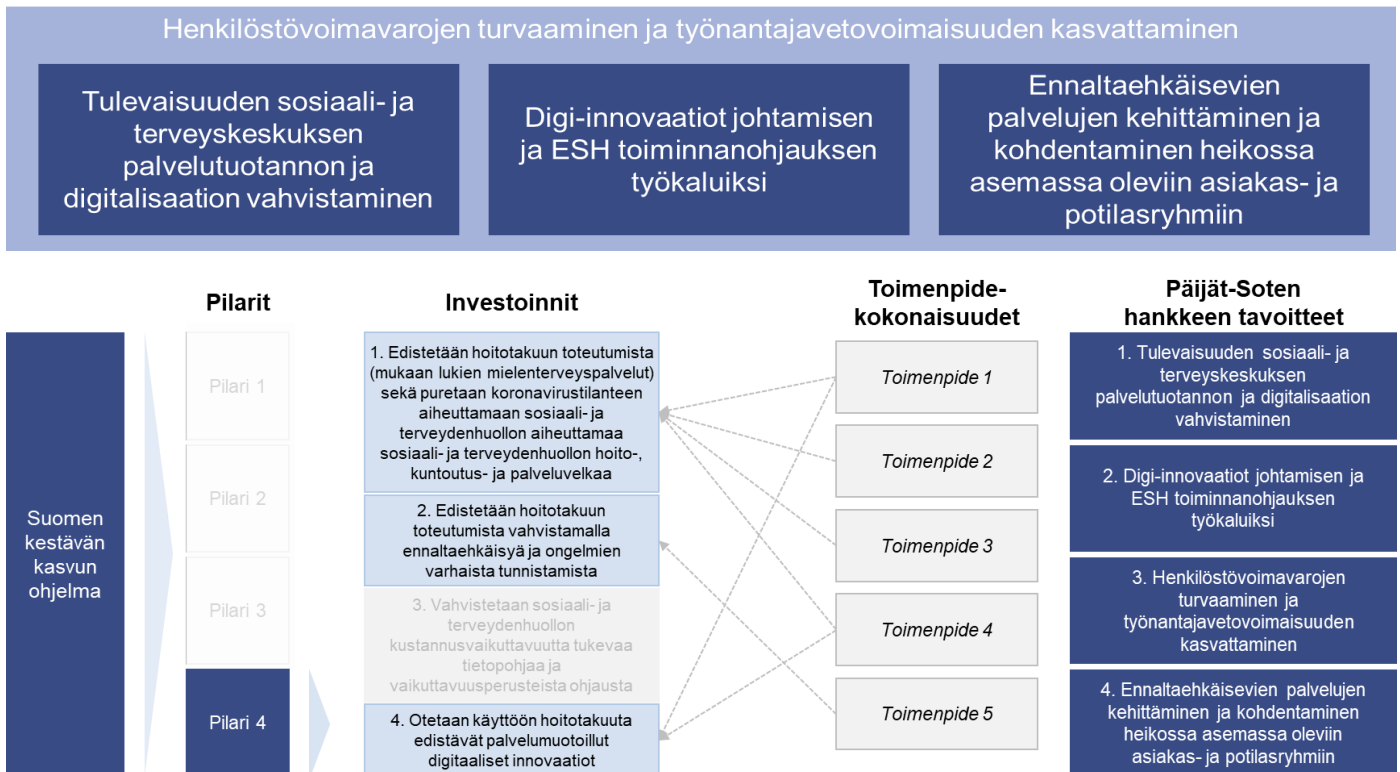 Henkilöstövoimavarojen turvaaminen ja työnantajavetovoimaisuuden kasvattaminen
Tulevaisuuden sosiaali- ja
terveyskeskuksen
palvelutuotannon ja
digitalisaation vahvistaminen
Digi-innovaatiot johtamisen
ja ESH toiminnanohjauksen
työkaluiksi
Ennaltaehkäisevien
palvelujen kehittäminen ja
kohdentaminen heikossa
asemassa oleviin asiakas- ja
potilasryhmiin
Pilarit
Investoinnit
Toimenpide-
kokonaisuudet
Päijät-Soten
hankkeen tavoitteet
Suomen
kestävän
kasvun
ohjelma
Pilari 1
Pilari 2
Pilari 3
Pilari 4
1. Edistetään hoitotakuun toteutumista
(mukaan lukien mielenterveyspalvelut)
sekä puretaan koronavirustilanteen
aiheuttamaan sosiaali- ja
terveydenhuollon aiheuttamaa
sosiaali- ja terveydenhuollon hoito-,
kuntoutus- ja palveluvelkaa
2. Edistetään hoitotakuun
toteutumista vahvistamalla
ennaltaehkäisyä ja ongelmien
varhaista tunnistamista
3. Vahvistetaan sosiaali- ja
terveydenhuollon
kustannusvaikuttavuutta tukevaa
tietopohjaa ja
vaikuttavuusperusteista ohjausta
4. Otetaan käyttöön hoitotakuuta
edistävät palvelumuotoillut
digitaaliset innovaatiot
Toimenpide 1
Toimenpide 2
Toimenpide 3
Toimenpide 4
Toimenpide 5
1. Tulevaisuuden sosiaali- ja
terveyskeskuksen
palvelutuotannon ja digitalisaation
vahvistaminen
2. Digi-innovaatiot johtamisen ja
ESH toiminnanohjauksen
työkaluiksi
3. Henkilöstövoimavarojen
turvaaminen ja
työnantajavetovoimaisuuden
kasvattaminen
4. Ennaltaehkäisevien palvelujen
kehittäminen ja kohdentaminen
heikossa asemassa oleviin
asiakas- ja potilasryhmiin